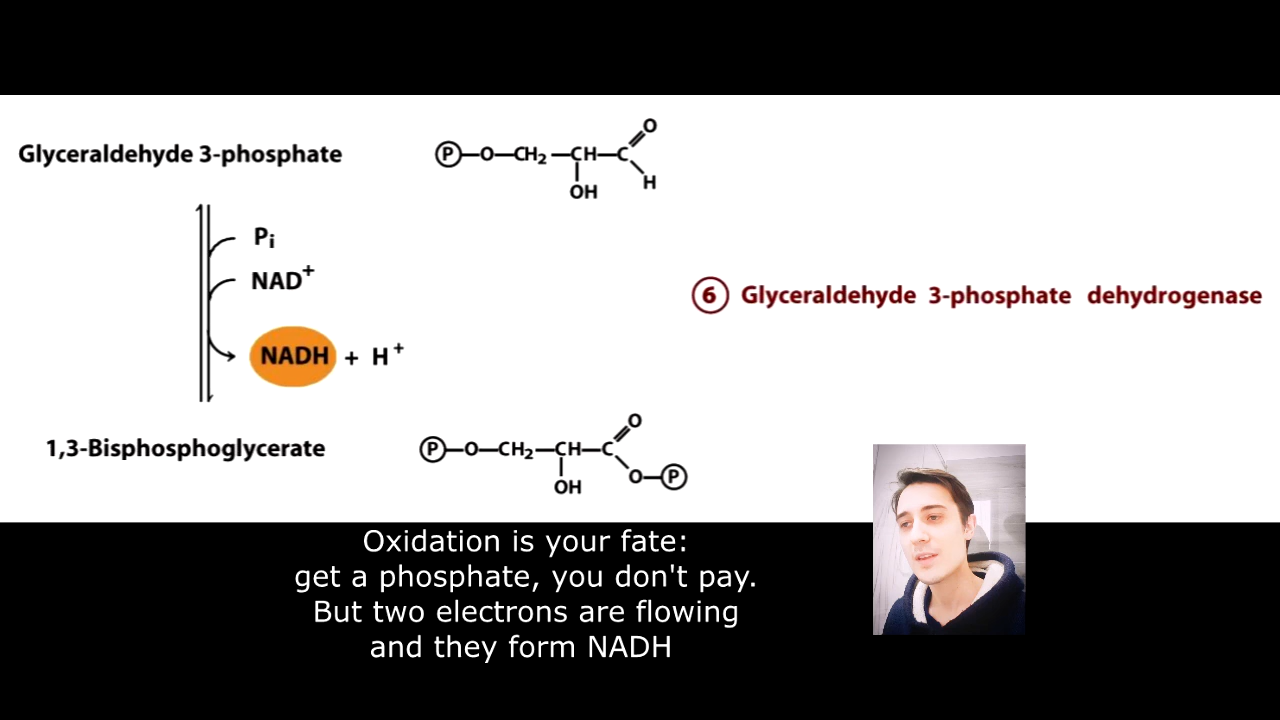 Glyceraldehyde 3-phosphate
P—O—CH₂—CH—C
O
H
OH
Pᵢ
NAD⁺
6 Glyceraldehyde 3-phosphate dehydrogenase
NADH + H⁺
1,3-Bisphosphoglycerate
P—O—CH₂—CH—C
O
O—P
OH
Oxidation is your fate:
get a phosphate, you don't pay.
But two electrons are flowing
and they form NADH